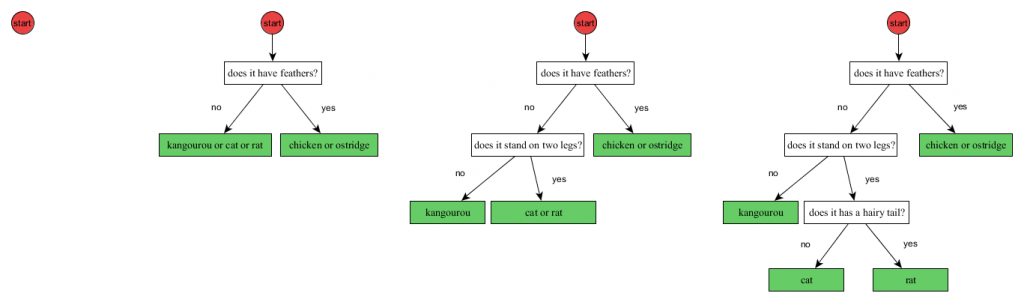 start
start
does it have feathers?
no
yes
kangourou or cat or rat
chicken or ostridge
start
does it have feathers?
no
yes
does it stand on two legs?
chicken or ostridge
no
yes
kangourou
cat or rat
start
does it have feathers?
no
yes
does it stand on two legs?
chicken or ostridge
no
yes
kangourou
does it has a hairy tail?
no
yes
cat
rat